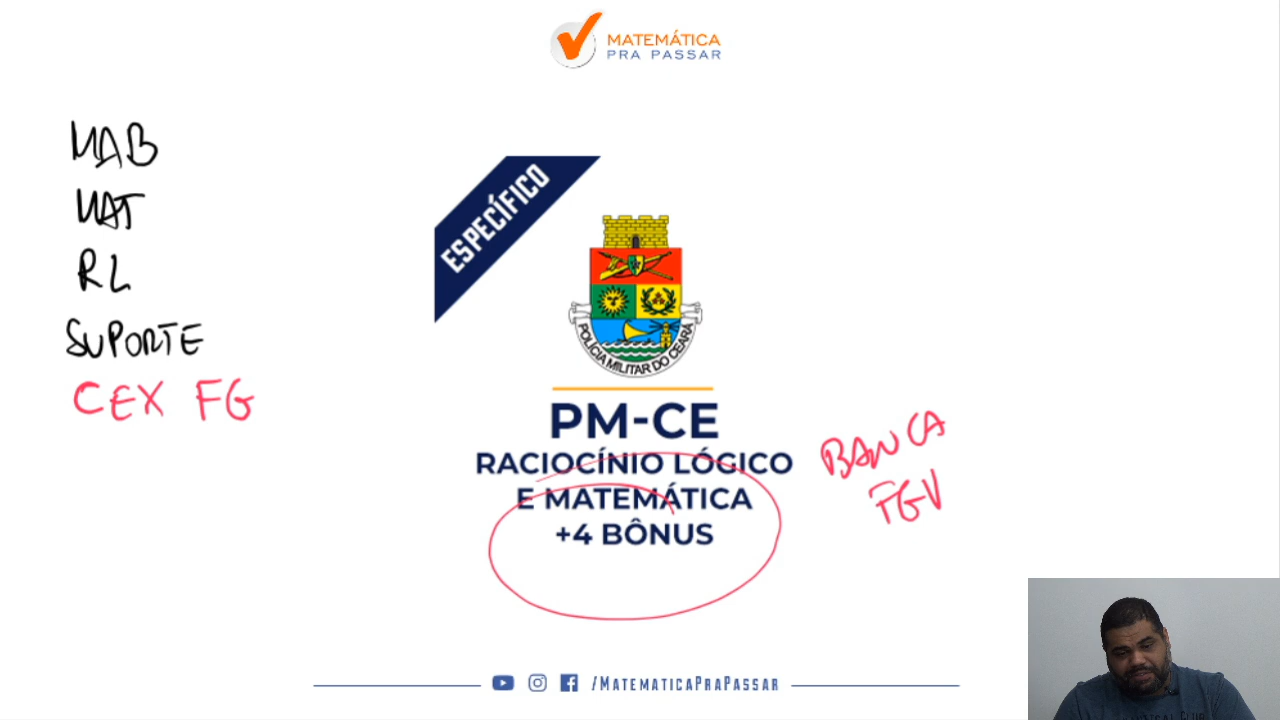 MATEMÁTICA
PRA PASSAR
MAB
MAT
RL
SUPORTE
CEX FG
ESPECÍFICO
POLÍCIA MILITAR DO CEARÁ
PM-CE
RACIOCÍNIO LÓGICO
E MATEMÁTICA
+4 BÔNUS
BANCA
FGV
/MATEMATICAPRAPASSAR